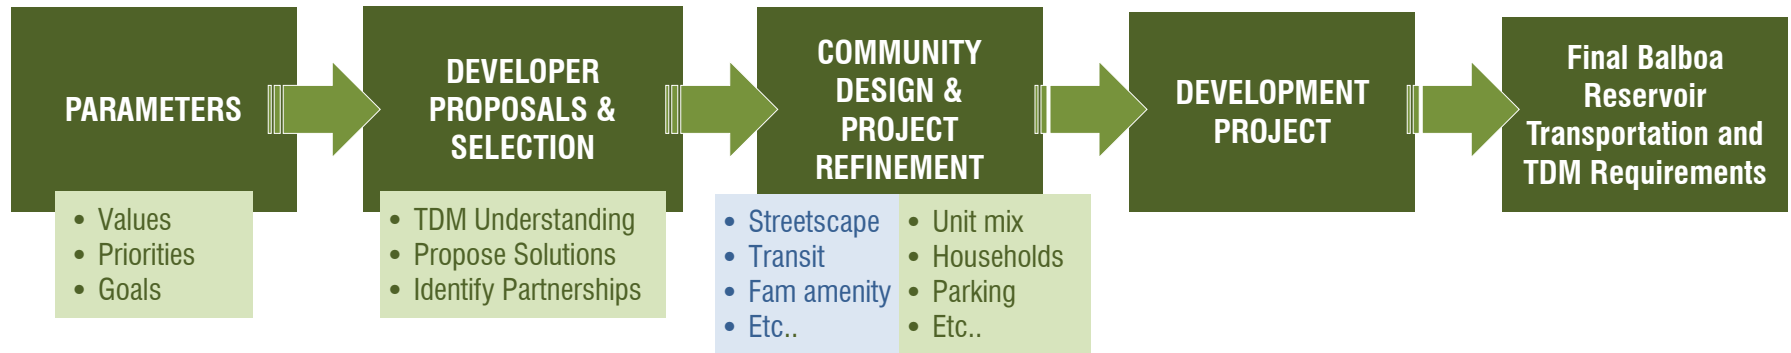 PARAMETERS
• Values
• Priorities
• Goals
DEVELOPER
PROPOSALS &
SELECTION
• TDM Understanding
• Propose Solutions
• Identify Partnerships
COMMUNITY
DESIGN &
PROJECT
REFINEMENT
• Streetscape
• Transit
• Fam amenity
• Etc..
• Unit mix
• Households
• Parking
• Etc..
DEVELOPMENT
PROJECT
Final Balboa
Reservoir
Transportation and
TDM Requirements